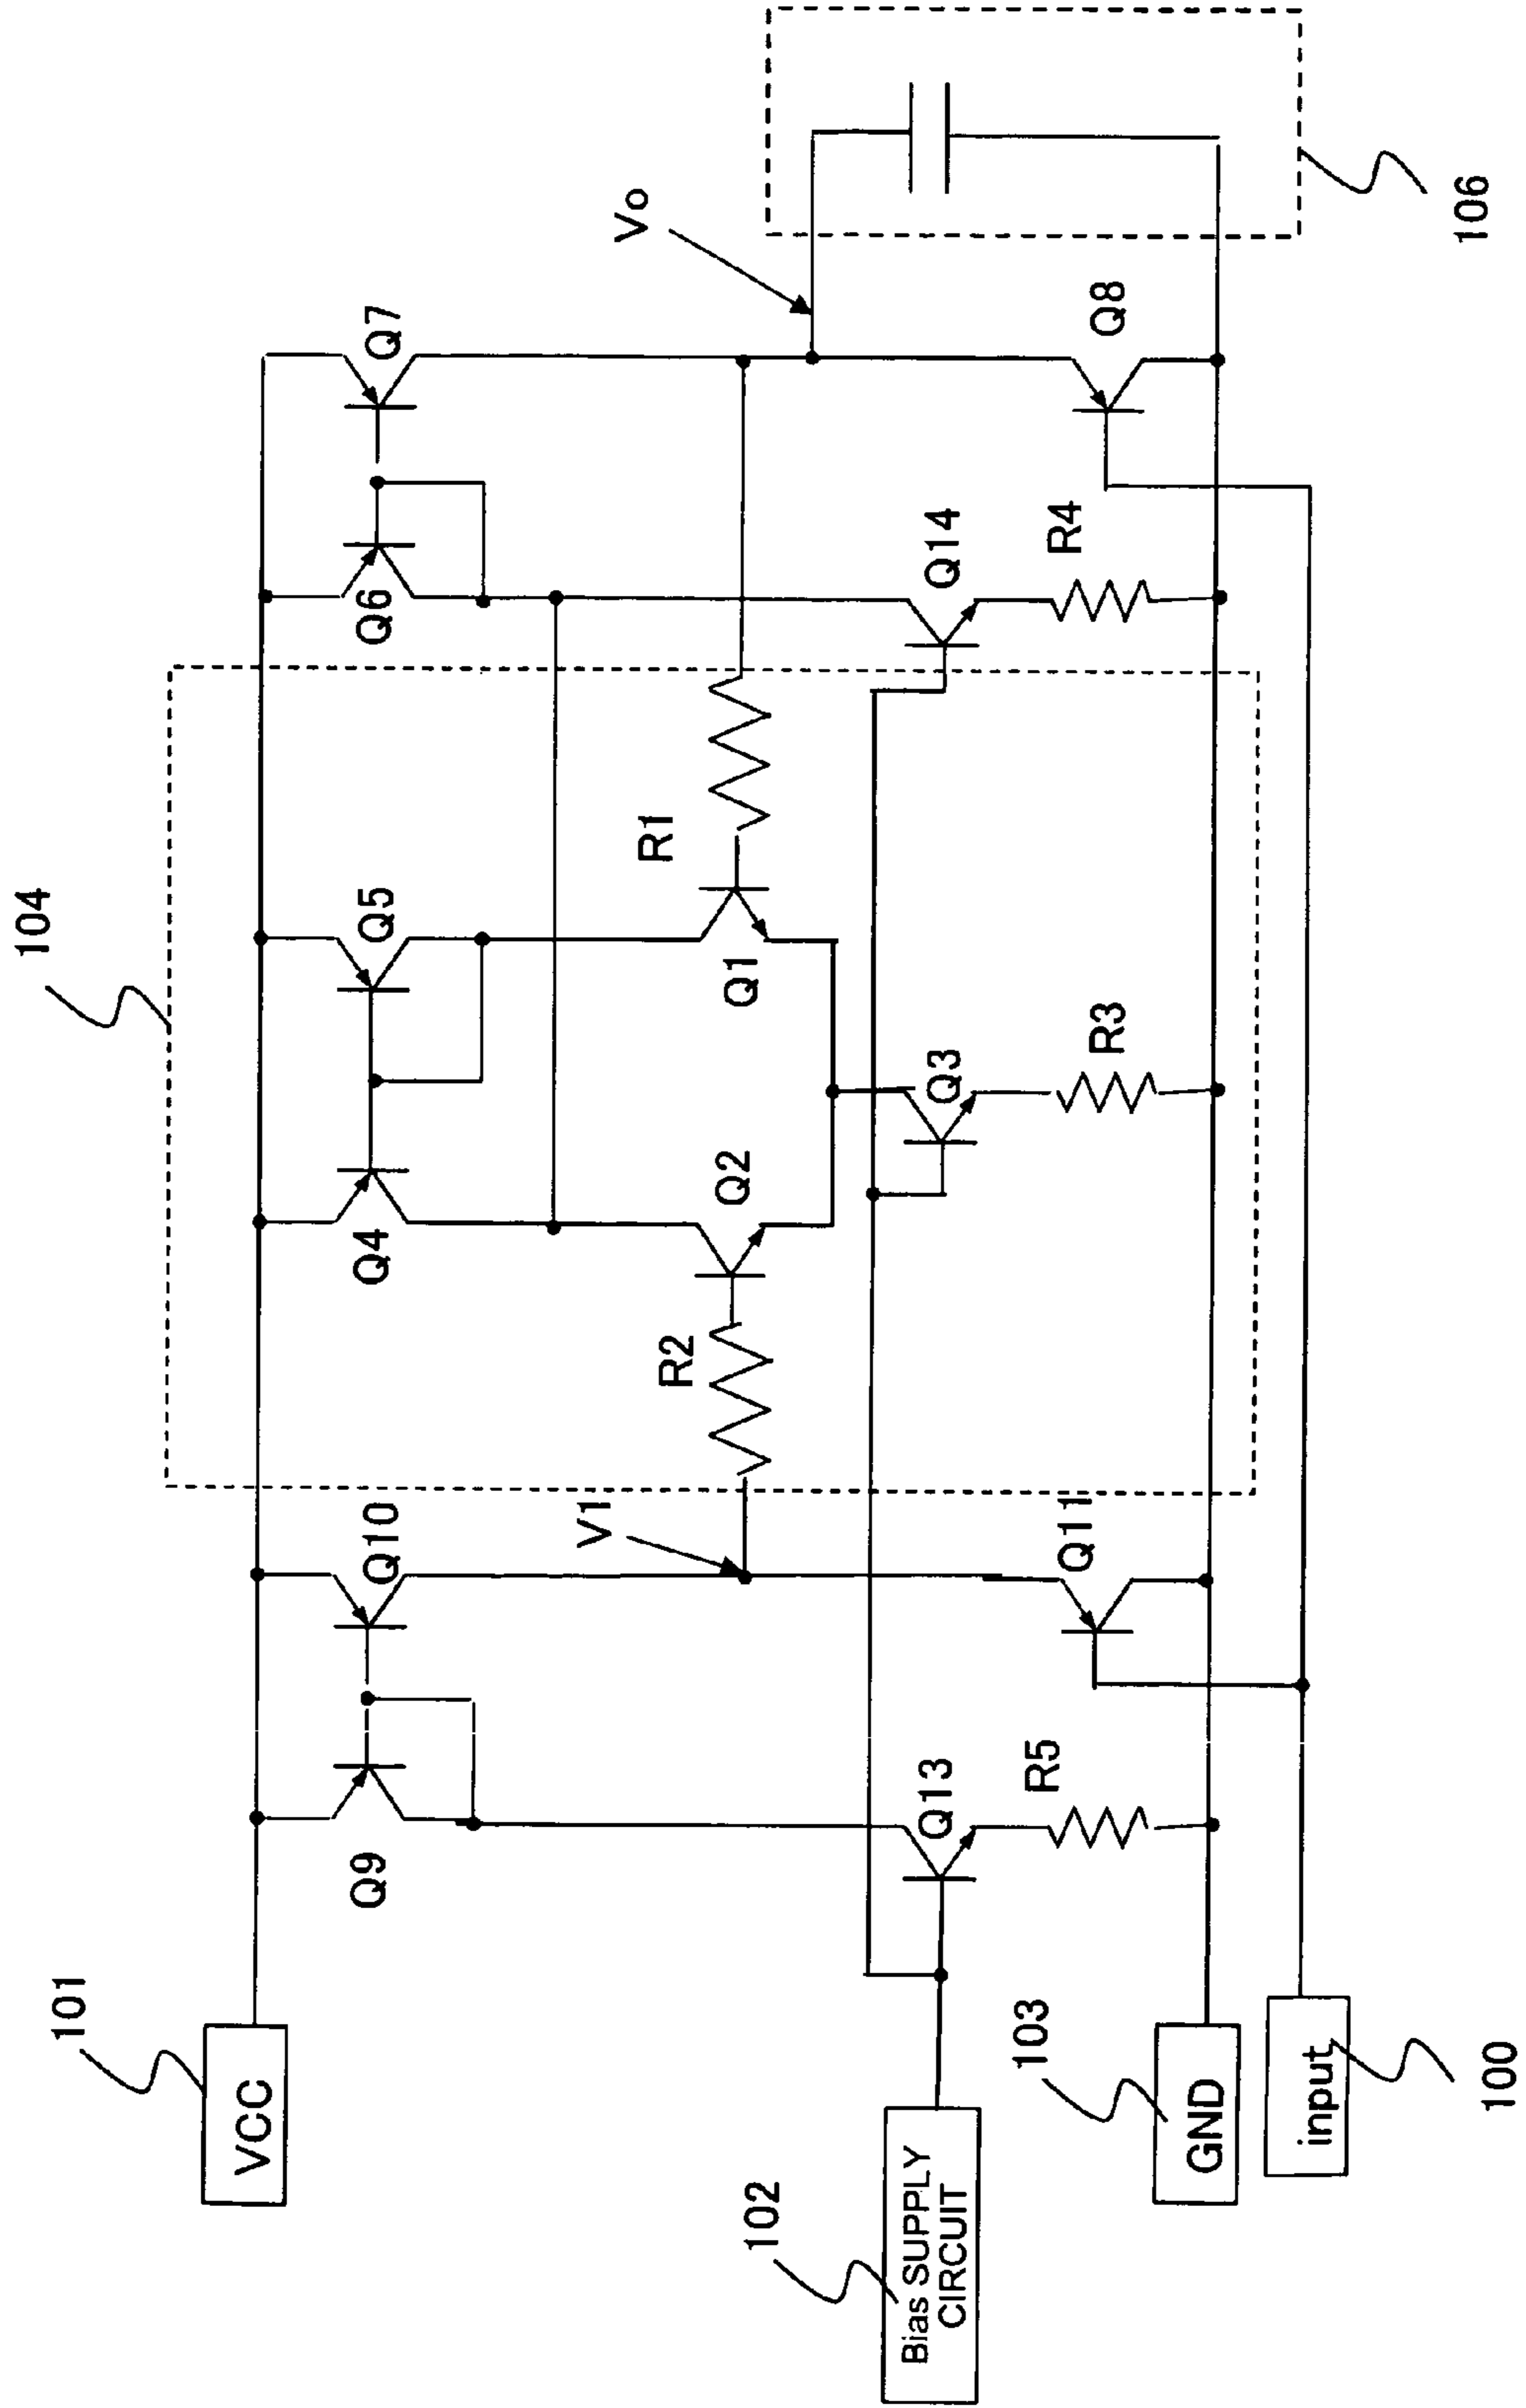 104
101
VCC
Q9
Q10
Q4
Q5
Q6
Q7
Vo
V1
R2
Q2
Q1
R1
106
102
Bias SUPPLY
CIRCUIT
Q13
R5
Q11
Q3
R3
Q14
R4
Q8
103
GND
input
100